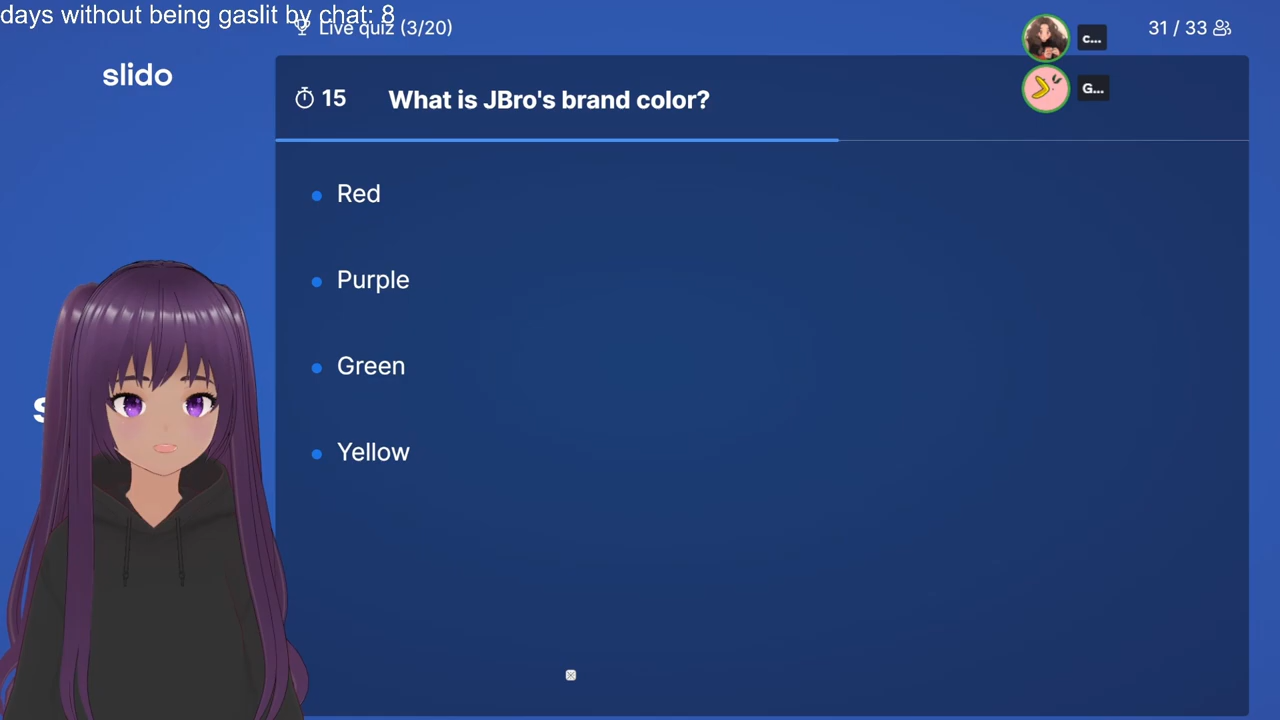 days without being gaslit by chat: 8
Live quiz (3/20)
c...
31 / 33
slido
15
What is JBro's brand color?
G...
Red
Purple
Green
Yellow